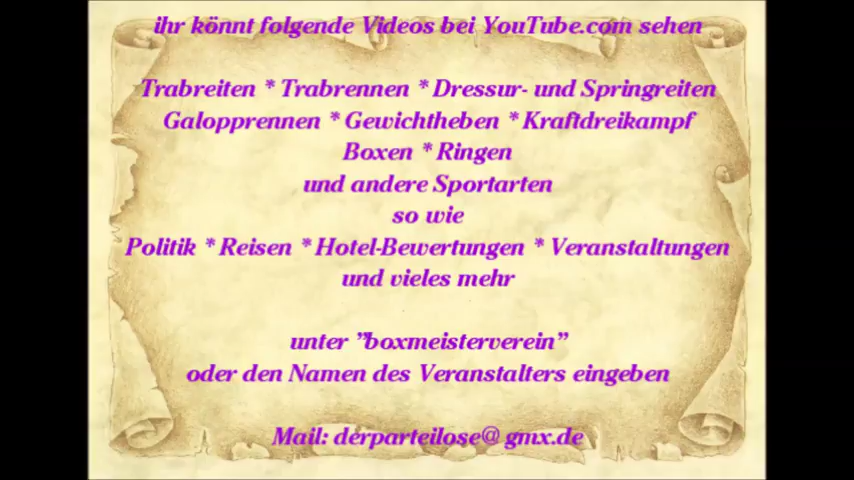 ihr könnt folgende Videos bei YouTube.com sehen
Trabreiten * Trabrennen * Dressur- und Springreiten
Galopprennen * Gewichtheben * Kraftdreikampf
Boxen * Ringen
und andere Sportarten
so wie
Politik * Reisen * Hotel-Bewertungen * Veranstaltungen
und vieles mehr
unter "boxmeisterverein"
oder den Namen des Veranstalters eingeben
Mail: derparteilose@gmx.de